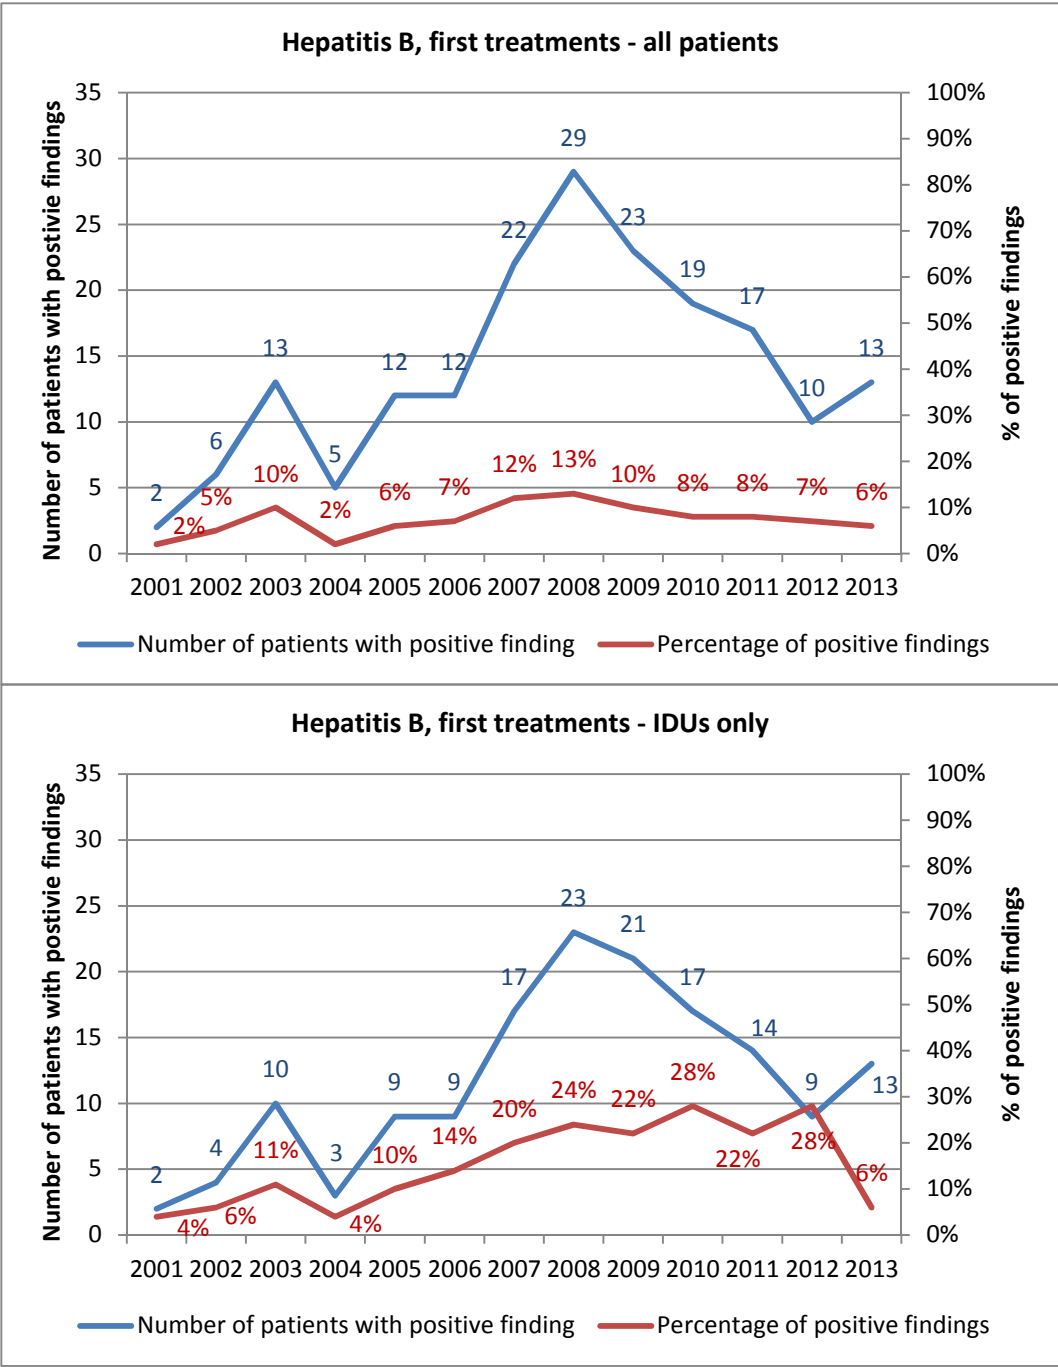 Hepatitis B, first treatments - all patients
Number of patients with postivie findings
35
30
25
20
15
10
5
0
100%
90%
80%
70%
60%
50%
40%
30%
20%
10%
0%
% of positive findings
2 6 13 5 12 12 22 29 23 19 17 10 13
2% 5% 10% 2% 6% 7% 12% 13% 10% 8% 8% 7% 6%
2001 2002 2003 2004 2005 2006 2007 2008 2009 2010 2011 2012 2013
Number of patients with positive finding Percentage of positive findings
Hepatitis B, first treatments - IDUs only
Number of patients with postivie findings
35
30
25
20
15
10
5
0
100%
90%
80%
70%
60%
50%
40%
30%
20%
10%
0%
% of positive findings
2 4 10 3 9 9 17 23 21 17 14 9 13
4% 6% 11% 4% 10% 14% 20% 24% 22% 28% 22% 28% 6%
2001 2002 2003 2004 2005 2006 2007 2008 2009 2010 2011 2012 2013
Number of patients with positive finding Percentage of positive findings